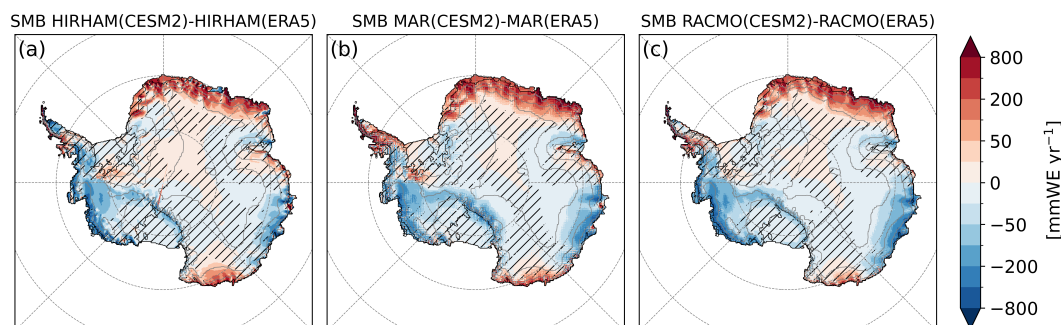 SMB HIRHAM(CESM2)-HIRHAM(ERA5)
SMB MAR(CESM2)-MAR(ERA5)
SMB RACMO(CESM2)-RACMO(ERA5)
(a)
(b)
(c)
800
200
50
0
−50
−200
−800
[mmWE yr⁻¹]